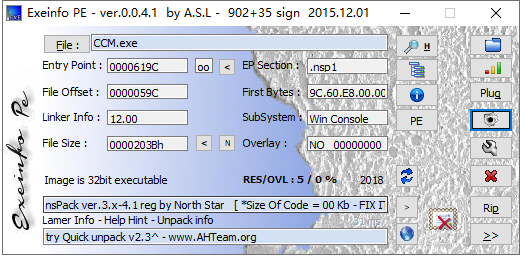 Exeinfo PE - ver.0.0.4.1 by A.S.L - 902+35 sign 2015.12.01
File : CCM.exe H
Entry Point : 0000619C oo < EP Section : .nsp1
File Offset : 0000059C First Bytes : 9C.60.E8.00.00 Plug
Linker Info : 12.00 SubSystem : Win Console PE
File Size : 0000203Bh < N Overlay : NO 00000000
Image is 32bit executable RES/OVL : 5 / 0 % 2018
nsPack ver.3.x-4.1 reg by North Star [ *Size Of Code = 00 Kb - FIX IT > Rip
Lamer Info - Help Hint - Unpack info
try Quick unpack v2.3^ - www.AHTeam.org >>
Exeinfo Pe